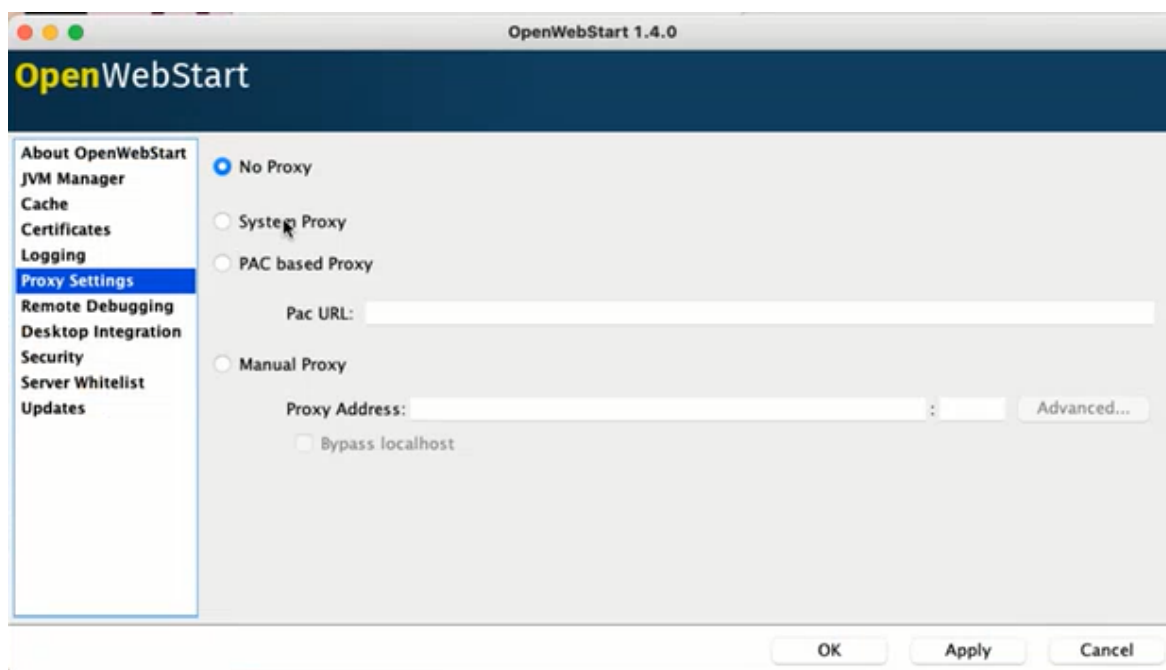 OpenWebStart 1.4.0
OpenWebStart
About OpenWebStart
JVM Manager
Cache
Certificates
Logging
Proxy Settings
Remote Debugging
Desktop Integration
Security
Server Whitelist
Updates
No Proxy
System Proxy
PAC based Proxy
Pac URL:
Manual Proxy
Proxy Address: : Advanced...
Bypass localhost
OK Apply Cancel